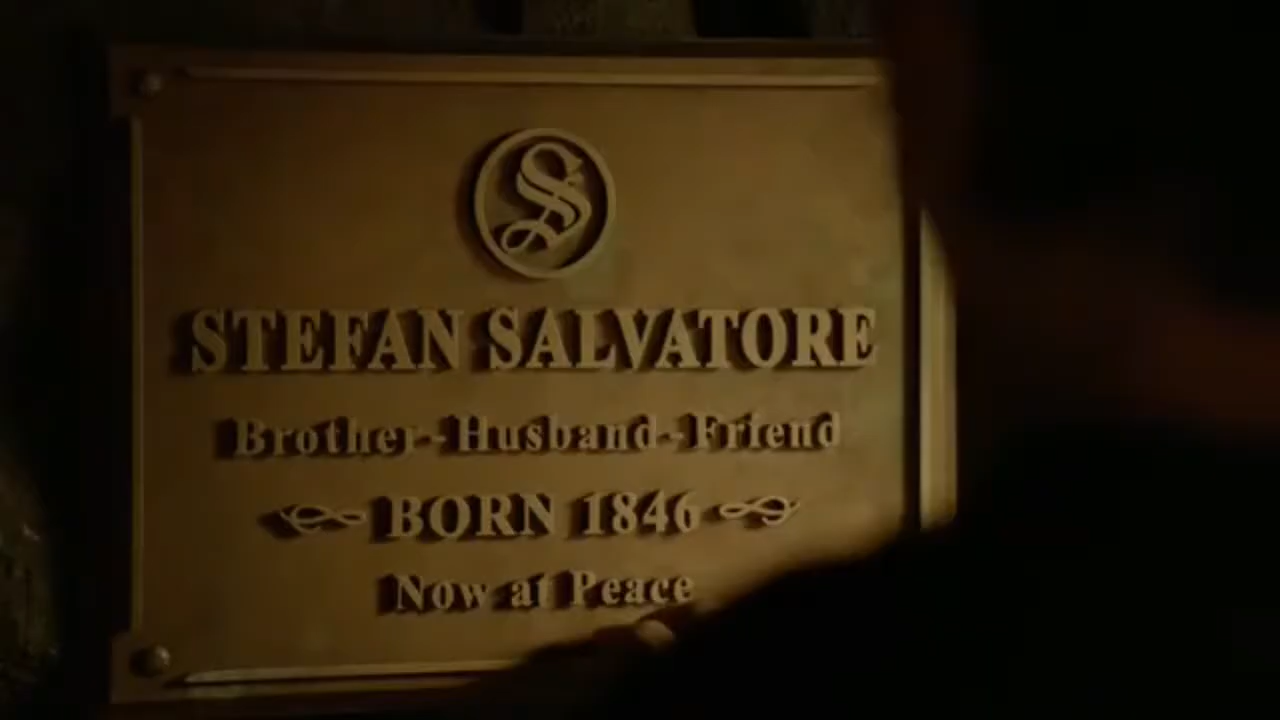 S
STEFAN SALVATORE
Brother-Husband-Friend
BORN 1846
Now at Peace